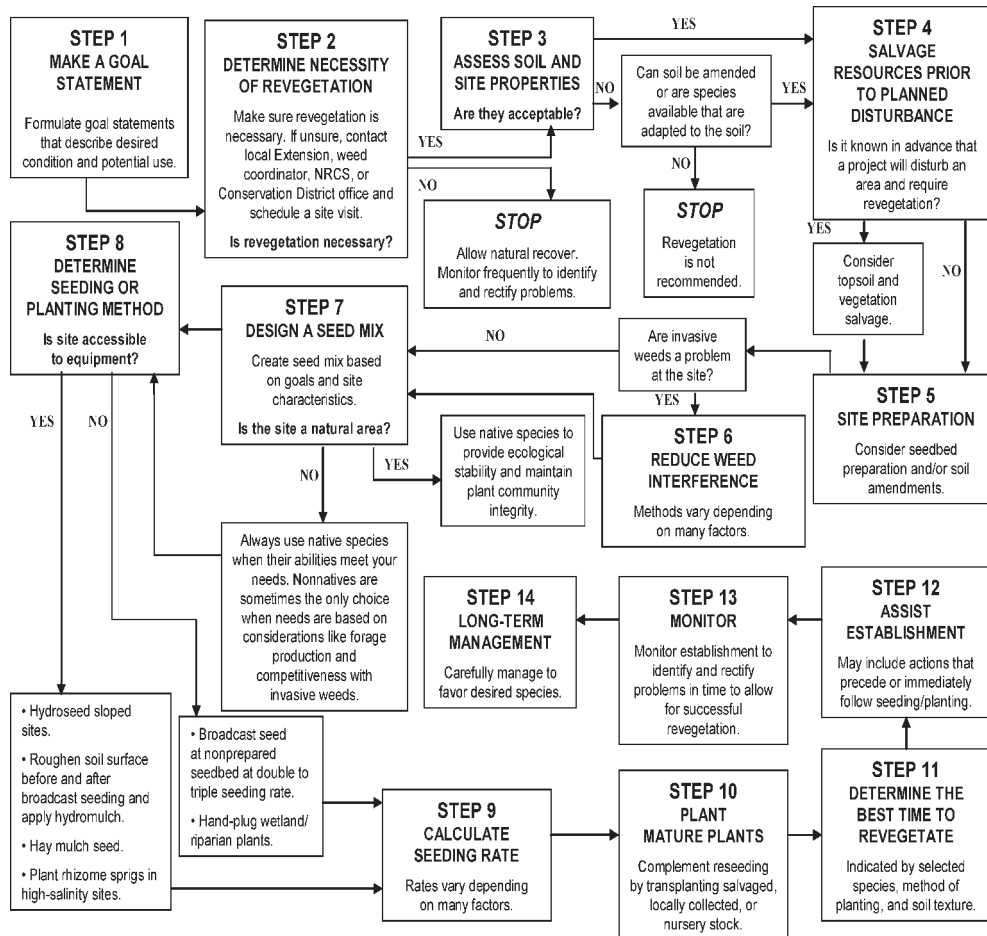 STEP 1
MAKE A GOAL
STATEMENT
Formulate goal statements
that describe desired
condition and potential use.
STEP 2
DETERMINE NECESSITY
OF REVEGETATION
Make sure revegetation is
necessary. If unsure, contact
local Extension, weed
coordinator, NRCS, or
Conservation District office and
schedule a site visit.
Is revegetation necessary?
YES
NO
STEP 3
ASSESS SOIL AND
SITE PROPERTIES
Are they acceptable?
YES
NO
STOP
Allow natural recover.
Monitor frequently to identify
and rectify problems.
Can soil be amended
or are species
available that are
adapted to the soil?
YES
NO
STOP
Revegetation
is not
recommended.
STEP 4
SALVAGE
RESOURCES PRIOR
TO PLANNED
DISTURBANCE
Is it known in advance that
a project will disturb an
area and require
revegetation?
YES
NO
Consider
topsoil and
vegetation
salvage.
STEP 5
SITE PREPARATION
Consider seedbed
preparation and/or soil
amendments.
Are invasive
weeds a problem
at the site?
NO
YES
STEP 6
REDUCE WEED
INTERFERENCE
Methods vary depending
on many factors.
STEP 7
DESIGN A SEED MIX
Create seed mix based
on goals and site
characteristics.
Is the site a natural area?
NO
YES
Use native species to
provide ecological
stability and maintain
plant community
integrity.
Always use native species
when their abilities meet your
needs. Nonnatives are
sometimes the only choice
when needs are based on
considerations like forage
production and
competitiveness with
invasive weeds.
STEP 8
DETERMINE
SEEDING OR
PLANTING METHOD
Is site accessible
to equipment?
YES
NO
• Hydroseed sloped
sites.
• Roughen soil surface
before and after
broadcast seeding and
apply hydromulch.
• Hay mulch seed.
• Plant rhizome sprigs in
high-salinity sites.
• Broadcast seed
at nonprepared
seedbed at double to
triple seeding rate.
• Hand-plug wetland/
riparian plants.
STEP 9
CALCULATE
SEEDING RATE
Rates vary depending
on many factors.
STEP 10
PLANT
MATURE PLANTS
Complement reseeding
by transplanting salvaged,
locally collected, or
nursery stock.
STEP 11
DETERMINE THE
BEST TIME TO
REVEGETATE
Indicated by selected
species, method of
planting, and soil texture.
STEP 12
ASSIST
ESTABLISHMENT
May include actions that
precede or immediately
follow seeding/planting.
STEP 13
MONITOR
Monitor establishment to
identify and rectify
problems in time to allow
for successful
revegetation.
STEP 14
LONG-TERM
MANAGEMENT
Carefully manage to
favor desired species.